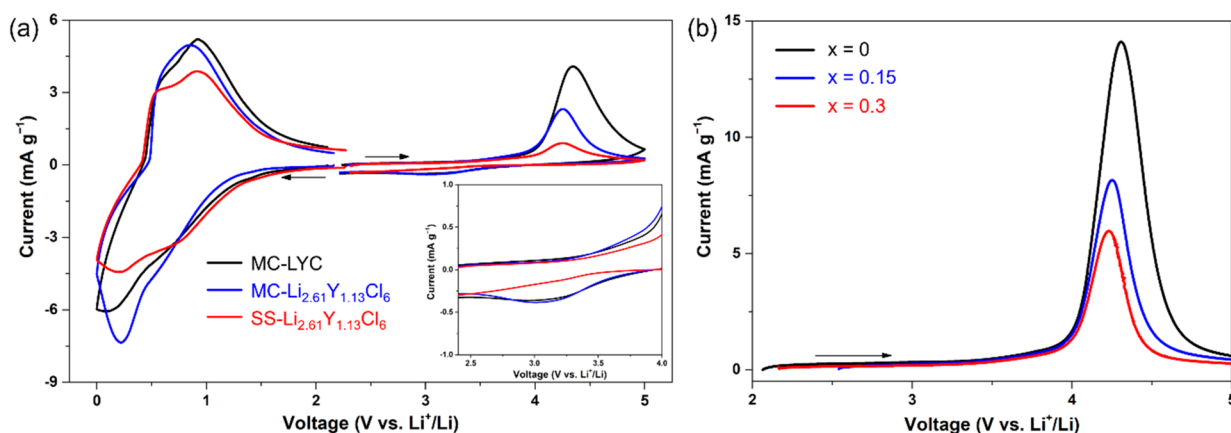 (a)
Current (mA g⁻¹)
6
3
0
-3
-6
-9
MC-LYC
MC-Li₂.₆₁Y₁.₁₃Cl₆
SS-Li₂.₆₁Y₁.₁₃Cl₆
0
1
2
3
4
5
Voltage (V vs. Li⁺/Li)
Current (mA g⁻¹)
1.0
0.5
0.0
-0.5
-1.0
2.5
3.0
3.5
4.0
Voltage (V vs. Li⁺/Li)
(b)
Current (mA g⁻¹)
15
10
5
0
x = 0
x = 0.15
x = 0.3
2
3
4
5
Voltage (V vs. Li⁺/Li)